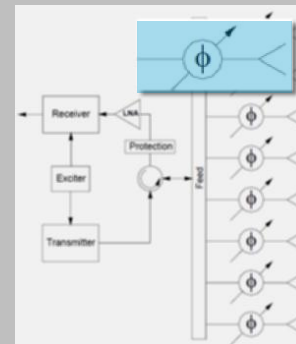 ϕ
Receiver
LNA
ϕ
Protection
ϕ
Exciter
Feed
ϕ
Transmitter
ϕ
ϕ
ϕ